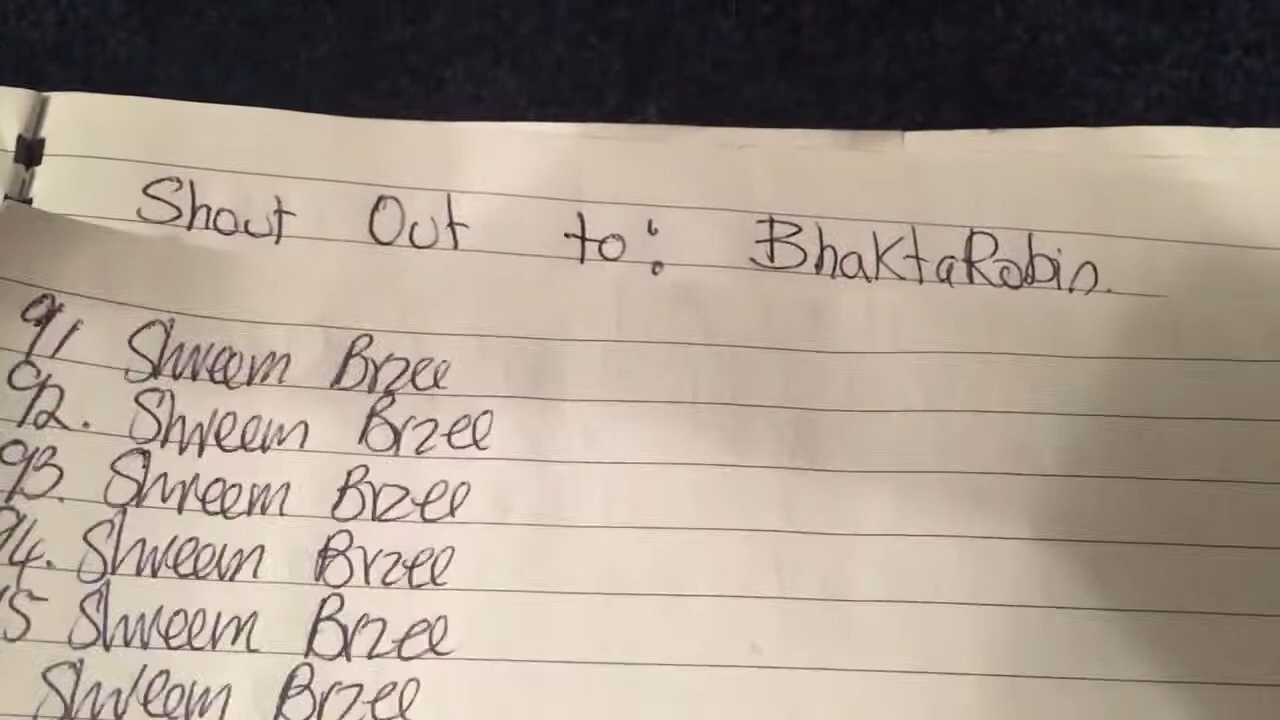 Shout Out to: BhaktaRobin.
91 Shreem Brzee
92. Shreem Brzee
93. Shreem Brzee
94. Shreem Brzee
5 Shreem Brzee
Shreem Brzee